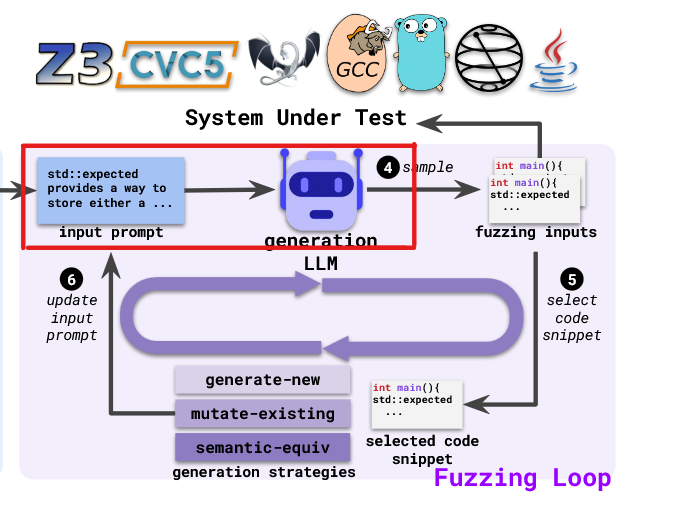 Z3
CVC5
GCC
Java
System Under Test
std::expected
provides a way to
store either a ...
input prompt
generation
LLM
4 sample
int main(){
int main(){
std::expected
...
fuzzing inputs
6
update
input
prompt
5
select
code
snippet
generate-new
mutate-existing
semantic-equiv
generation strategies
int main(){
std::expected
...
selected code
snippet
Fuzzing Loop